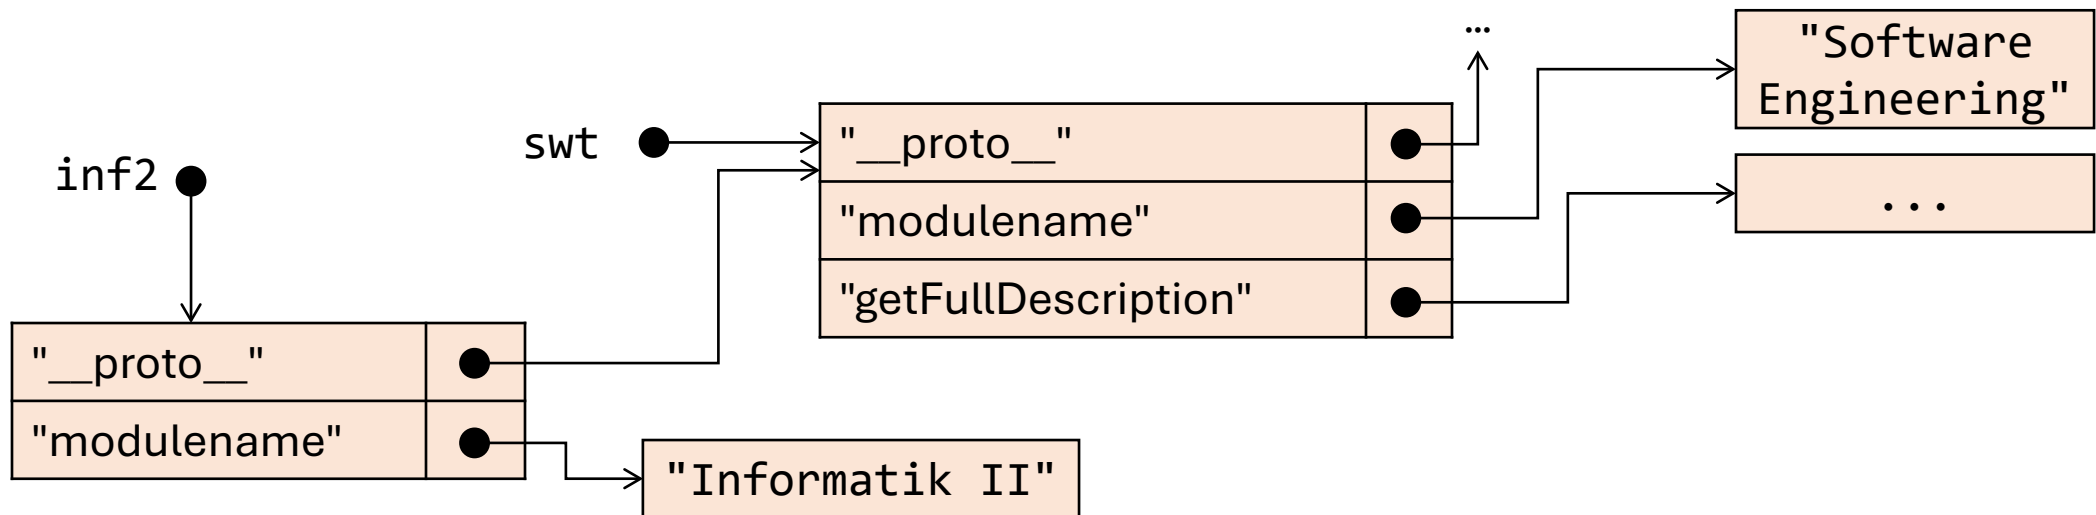 ...
"Software
Engineering"
swt
"__proto__"
inf2
...
"modulename"
"getFullDescription"
"__proto__"
"modulename"
"Informatik II"